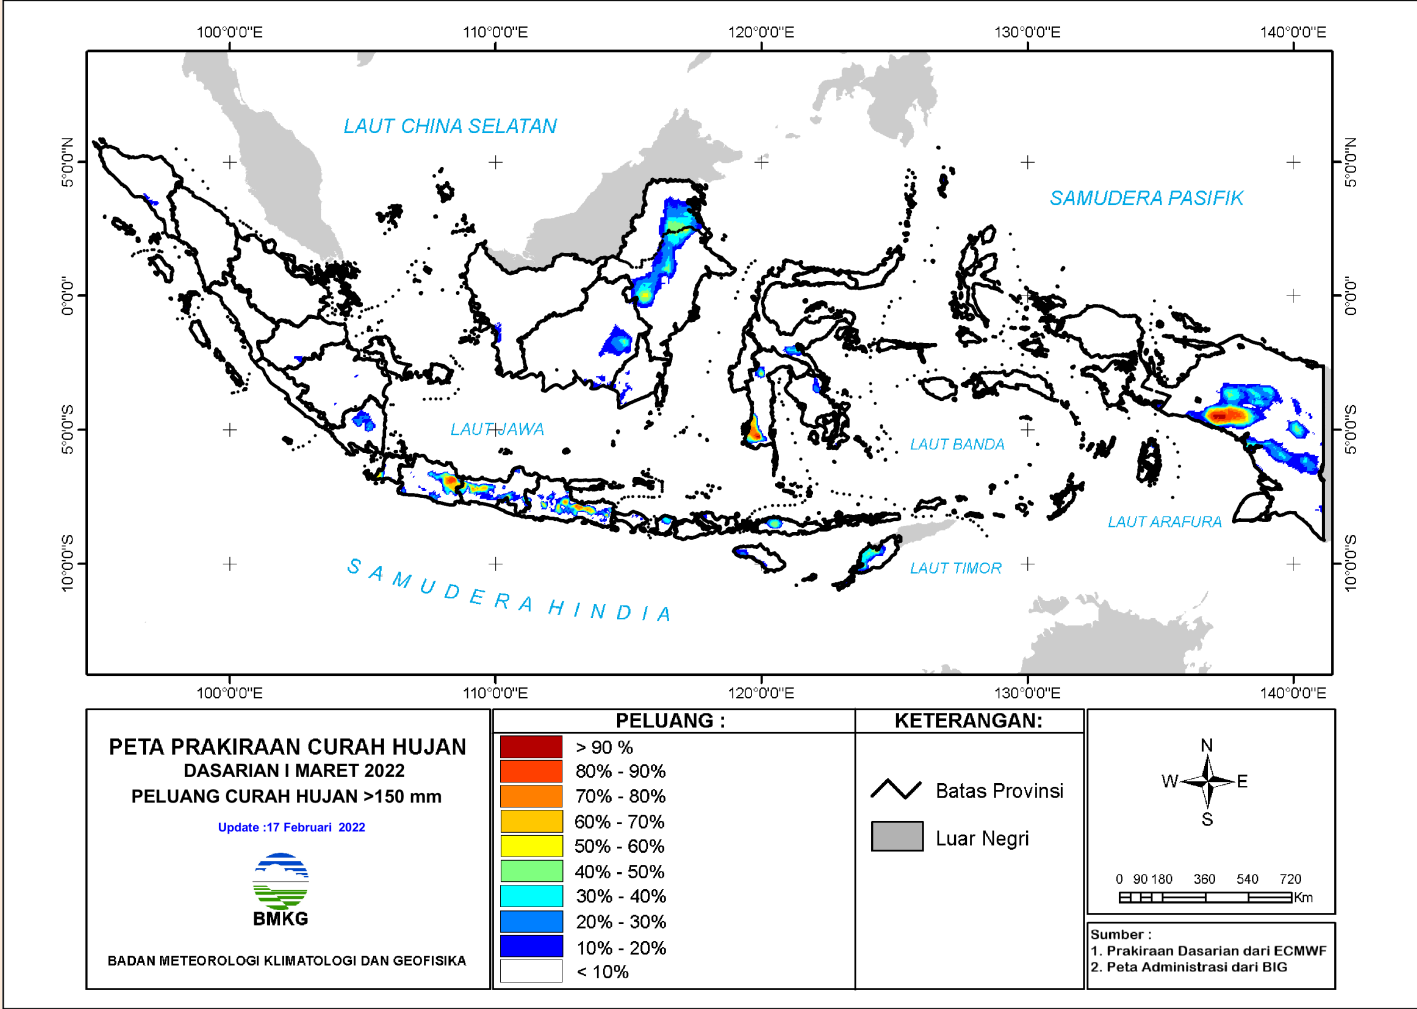 100°0'0"E 110°0'0"E 120°0'0"E 130°0'0"E 140°0'0"E
LAUT CHINA SELATAN
5°0'0"N 5°0'0"N
SAMUDERA PASIFIK
0°0'0" 0°0'0"
5°0'0"S 5°0'0"S
LAUT JAWA
LAUT BANDA
LAUT ARAFURA
10°0'0"S 10°0'0"S
LAUT TIMOR
SAMUDERA HINDIA
100°0'0"E 110°0'0"E 120°0'0"E 130°0'0"E 140°0'0"E
PETA PRAKIRAAN CURAH HUJAN
DASARIAN I MARET 2022
PELUANG CURAH HUJAN >150 mm
Update :17 Februari 2022
BMKG
BADAN METEOROLOGI KLIMATOLOGI DAN GEOFISIKA
PELUANG :
> 90 %
80% - 90%
70% - 80%
60% - 70%
50% - 60%
40% - 50%
30% - 40%
20% - 30%
10% - 20%
< 10%
KETERANGAN:
Batas Provinsi
Luar Negri
N
W E
S
0 90 180 360 540 720
Km
Sumber :
1. Prakiraan Dasarian dari ECMWF
2. Peta Administrasi dari BIG